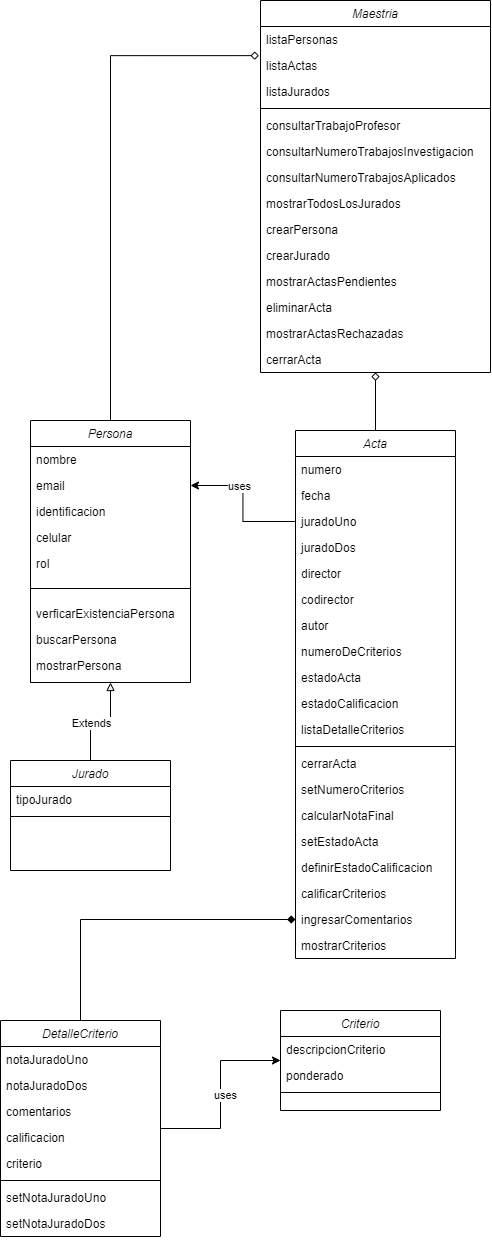 Maestria
listaPersonas
listaActas
listaJurados
consultarTrabajoProfesor
consultarNumeroTrabajosInvestigacion
consultarNumeroTrabajosAplicados
mostrarTodosLosJurados
crearPersona
crearJurado
mostrarActasPendientes
eliminarActa
mostrarActasRechazadas
cerrarActa
Persona
nombre
email
identificacion
celular
rol
verficarExistenciaPersona
buscarPersona
mostrarPersona
uses
Acta
numero
fecha
juradoUno
juradoDos
director
codirector
autor
numeroDeCriterios
estadoActa
estadoCalificacion
listaDetalleCriterios
cerrarActa
setNumeroCriterios
calcularNotaFinal
setEstadoActa
definirEstadoCalificacion
calificarCriterios
ingresarComentarios
mostrarCriterios
Extends
Jurado
tipoJurado
DetalleCriterio
notaJuradoUno
notaJuradoDos
comentarios
calificacion
criterio
setNotaJuradoUno
setNotaJuradoDos
uses
Criterio
descripcionCriterio
ponderado